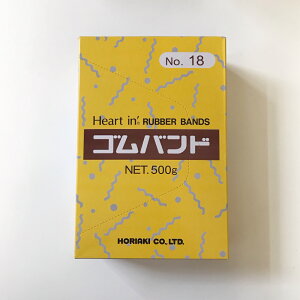 No. 18
Heart in RUBBER BANDS
ゴムバンド
NET. 500g
HORIAKI CO., LTD.